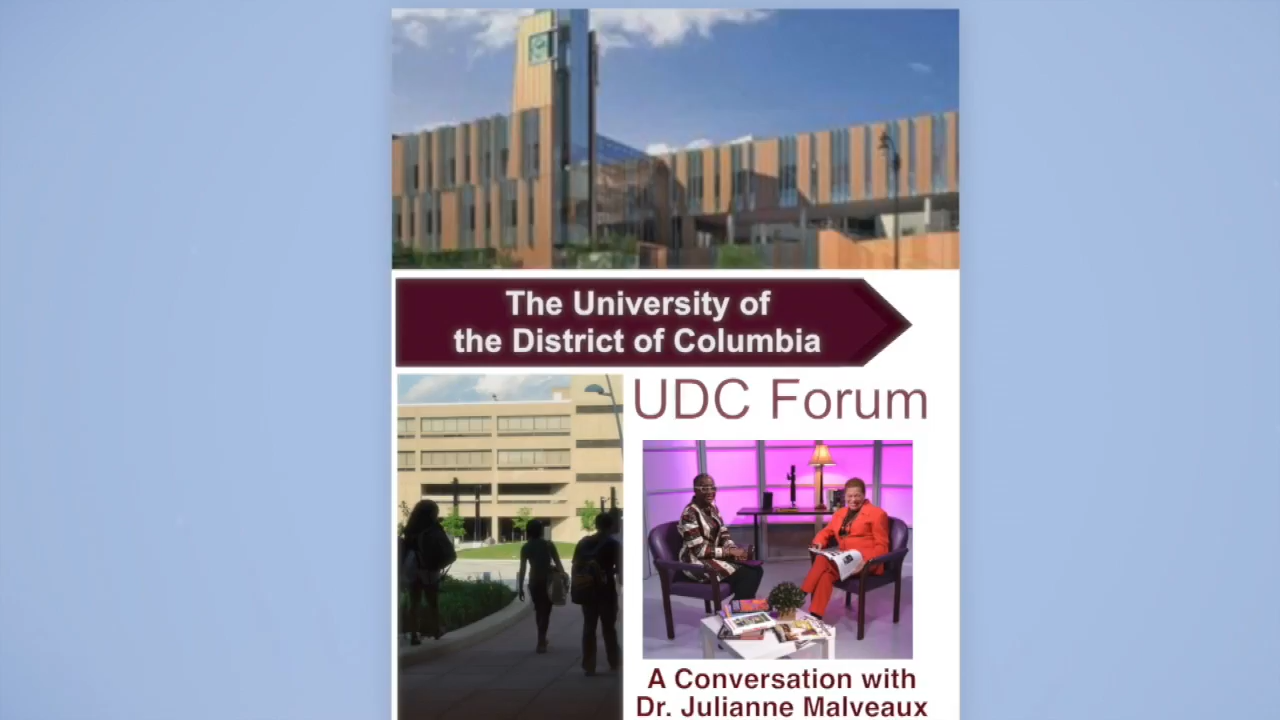 The University of
the District of Columbia
UDC Forum
A Conversation with
Dr. Julianne Malveaux